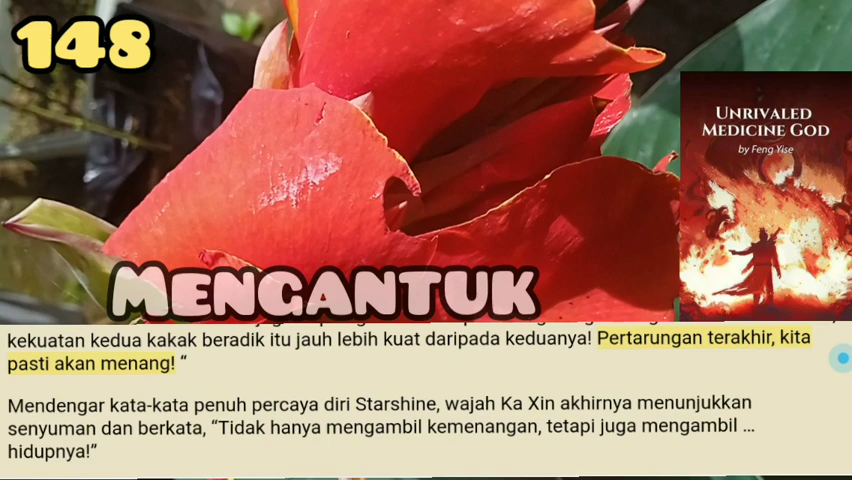 148
UNRIVALED
MEDICINE GOD
by Feng Yise
MENGANTUK
kekuatan kedua kakak beradik itu jauh lebih kuat daripada keduanya! Pertarungan terakhir, kita
pasti akan menang! “
Mendengar kata-kata penuh percaya diri Starshine, wajah Ka Xin akhirnya menunjukkan
senyuman dan berkata, “Tidak hanya mengambil kemenangan, tetapi juga mengambil ...
hidupnya!”